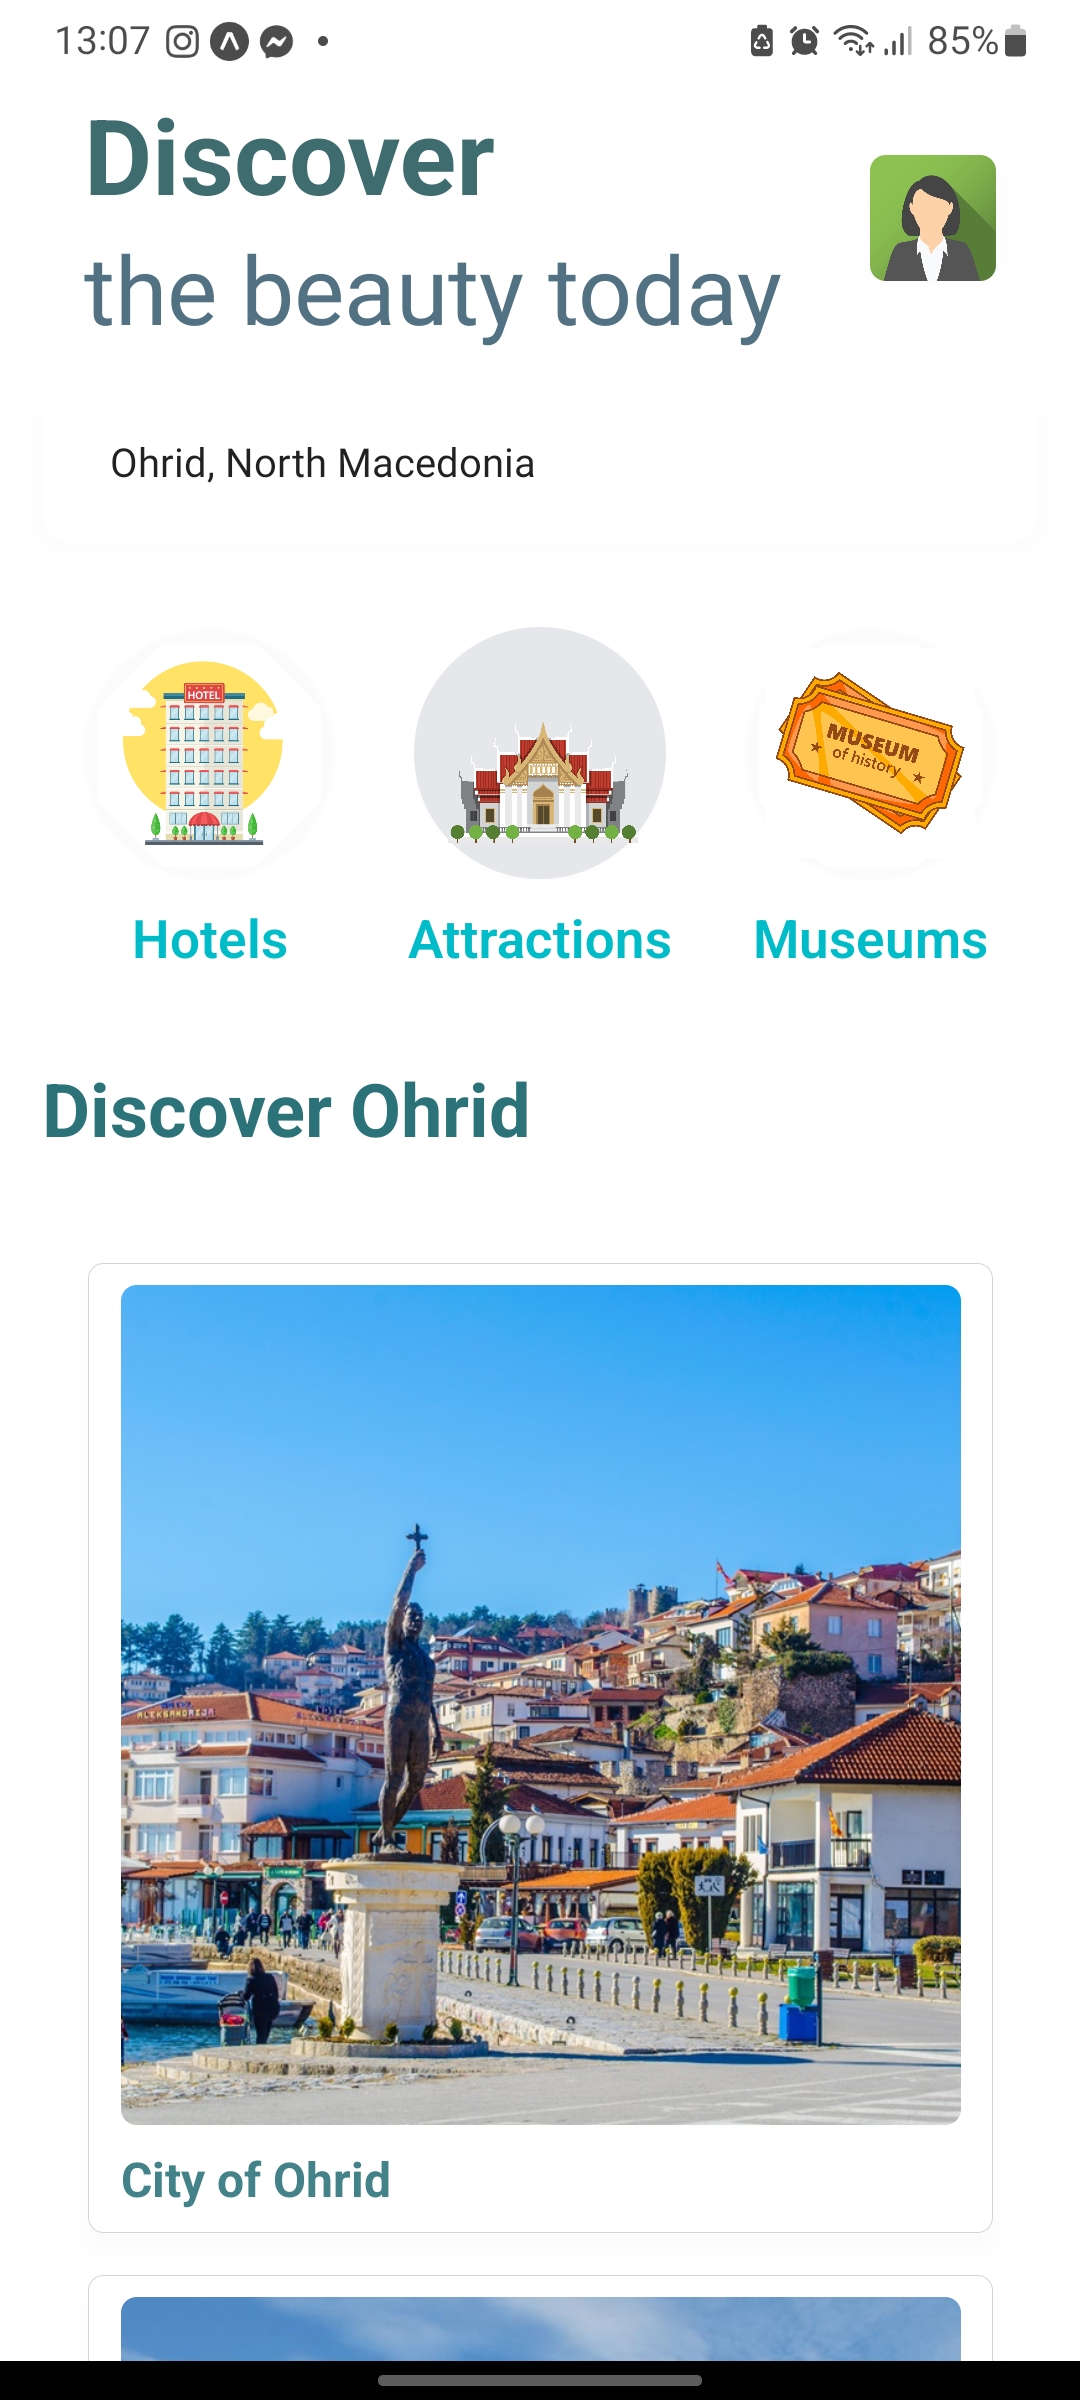 13:07
85%
Discover
the beauty today
Ohrid, North Macedonia
HOTEL
MUSEUM
of history
Hotels
Attractions
Museums
Discover Ohrid
ALEKSANDRIJA
City of Ohrid